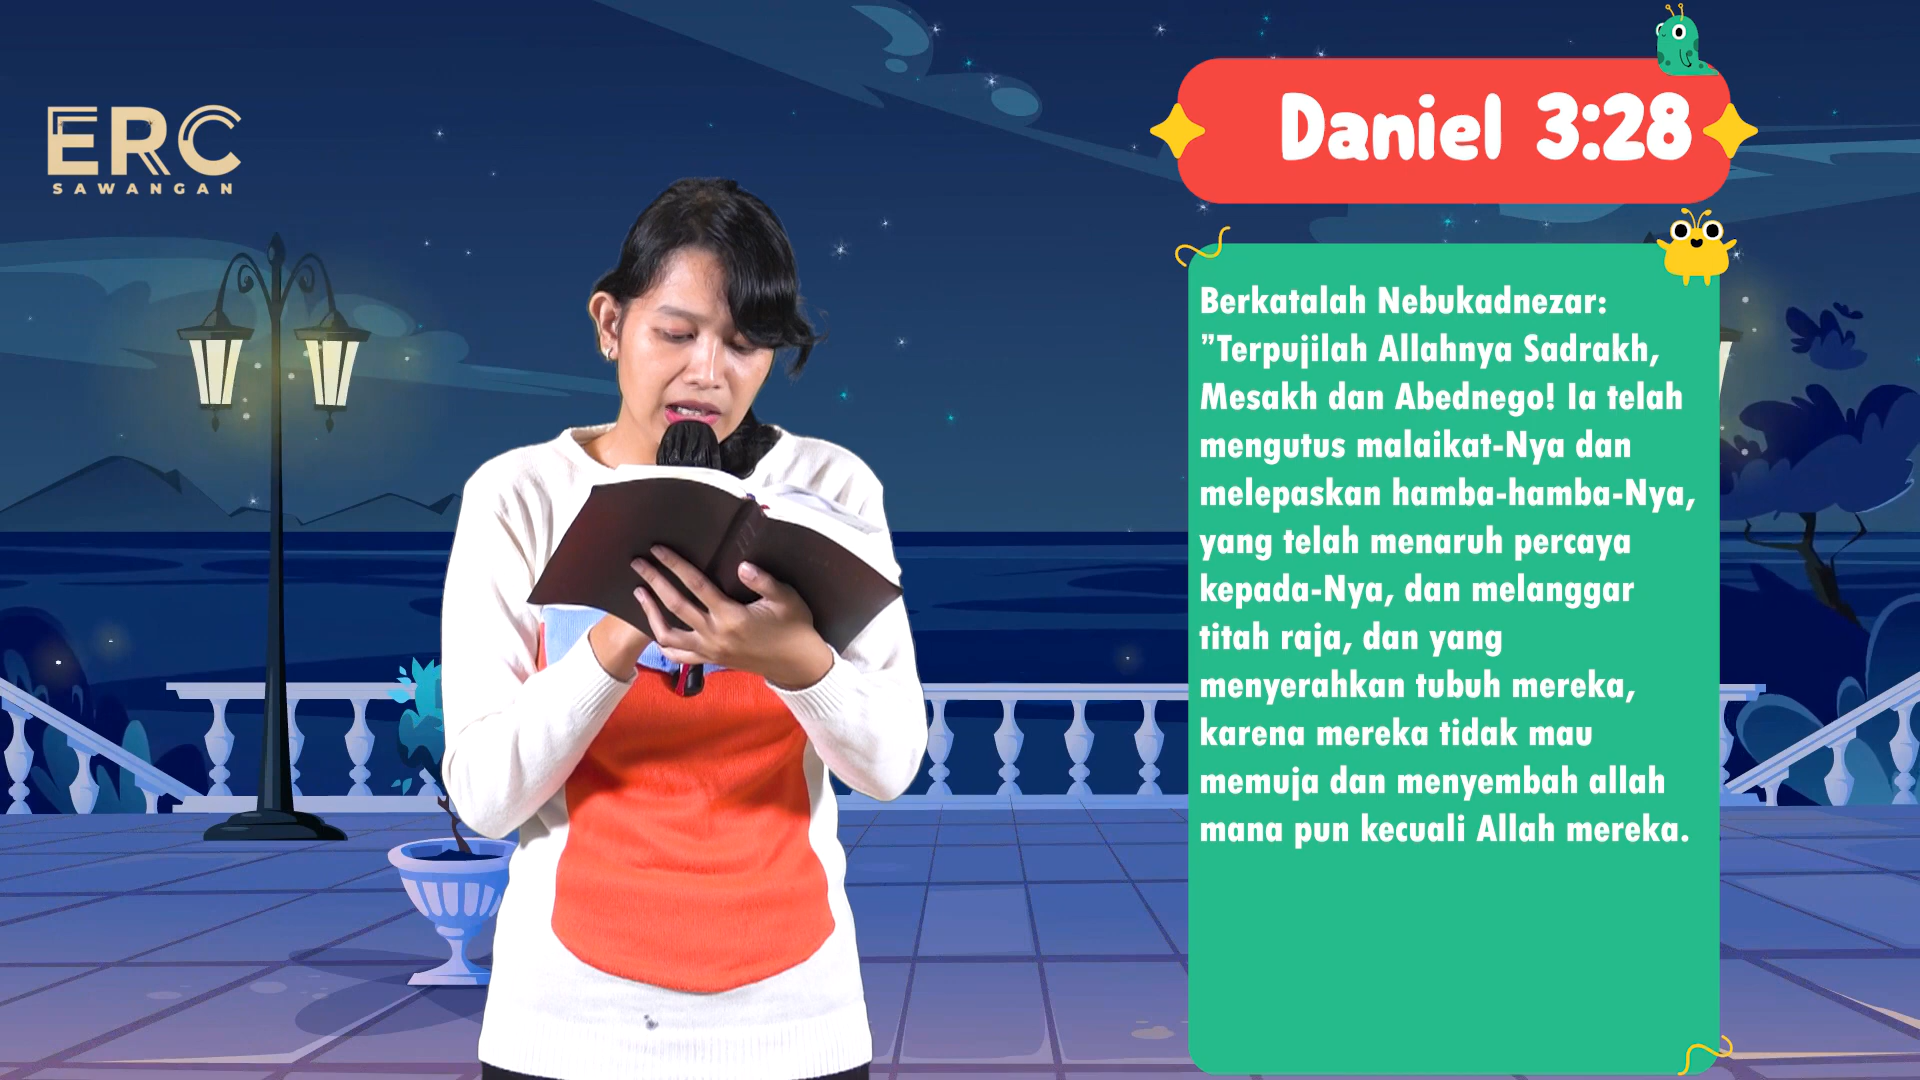 ERC
SAWANGAN
Daniel 3:28
Berkatalah Nebukadnezar:
”Terpujilah Allahnya Sadrakh,
Mesakh dan Abednego! Ia telah
mengutus malaikat-Nya dan
melepaskan hamba-hamba-Nya,
yang telah menaruh percaya
kepada-Nya, dan melanggar
titah raja, dan yang
menyerahkan tubuh mereka,
karena mereka tidak mau
memuja dan menyembah allah
mana pun kecuali Allah mereka.